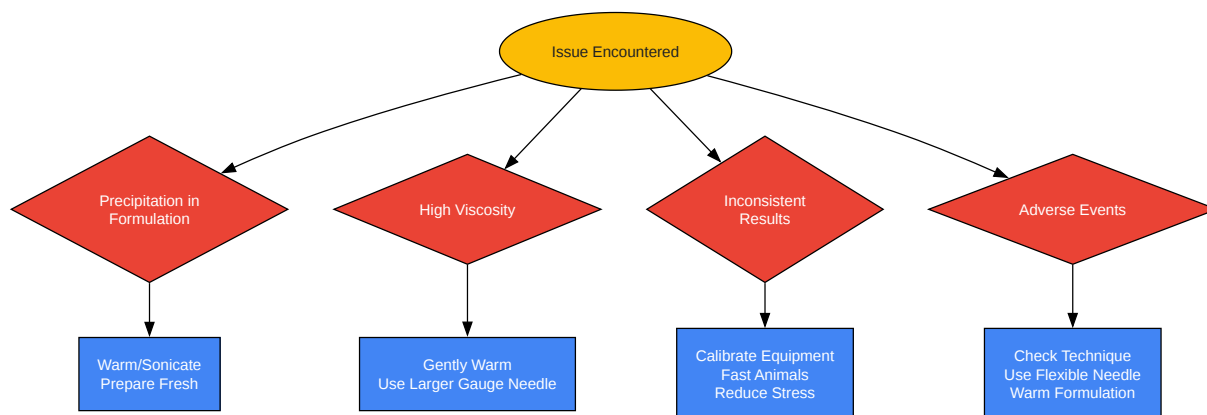 Issue Encountered
Precipitation in
Formulation
High Viscosity
Inconsistent
Results
Adverse Events
Warm/Sonicate
Prepare Fresh
Gently Warm
Use Larger Gauge Needle
Calibrate Equipment
Fast Animals
Reduce Stress
Check Technique
Use Flexible Needle
Warm Formulation